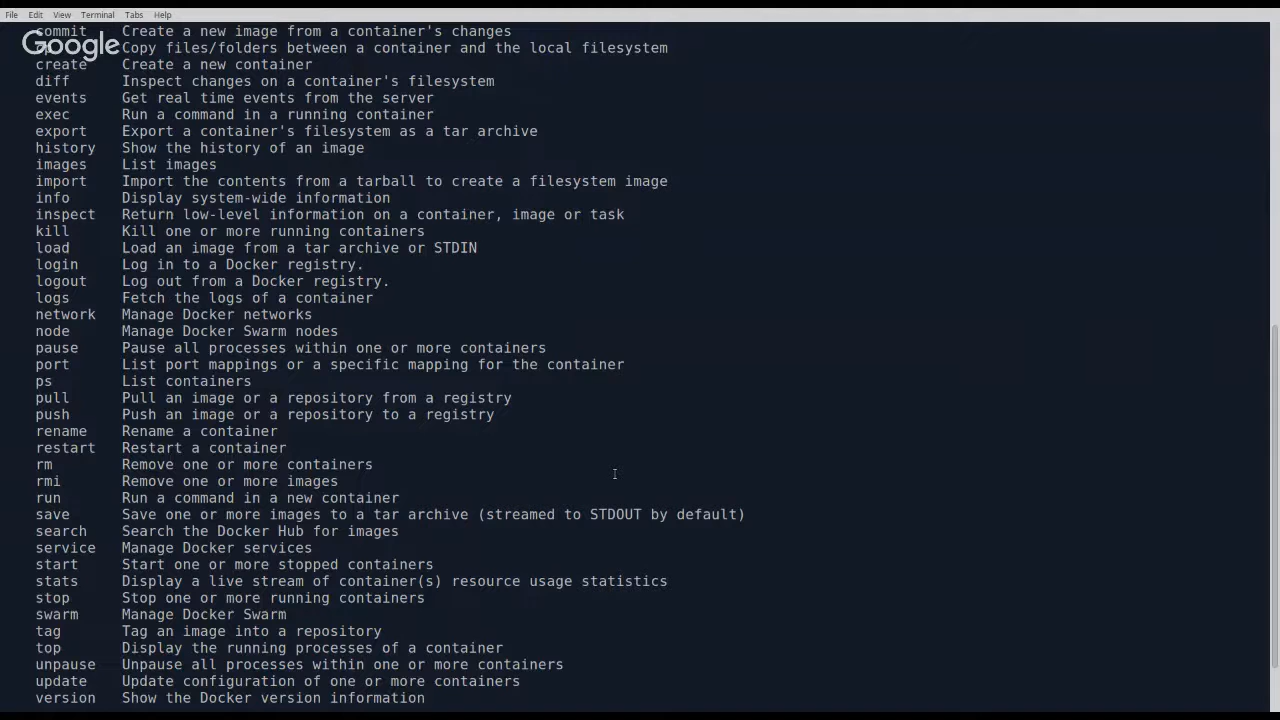 File Edit View Terminal Tabs Help
commit Create a new image from a container's changes
Google
cp Copy files/folders between a container and the local filesystem
create Create a new container
diff Inspect changes on a container's filesystem
events Get real time events from the server
exec Run a command in a running container
export Export a container's filesystem as a tar archive
history Show the history of an image
images List images
import Import the contents from a tarball to create a filesystem image
info Display system-wide information
inspect Return low-level information on a container, image or task
kill Kill one or more running containers
load Load an image from a tar archive or STDIN
login Log in to a Docker registry.
logout Log out from a Docker registry.
logs Fetch the logs of a container
network Manage Docker networks
node Manage Docker Swarm nodes
pause Pause all processes within one or more containers
port List port mappings or a specific mapping for the container
ps List containers
pull Pull an image or a repository from a registry
push Push an image or a repository to a registry
rename Rename a container
restart Restart a container
rm Remove one or more containers
rmi Remove one or more images
run Run a command in a new container
save Save one or more images to a tar archive (streamed to STDOUT by default)
search Search the Docker Hub for images
service Manage Docker services
start Start one or more stopped containers
stats Display a live stream of container(s) resource usage statistics
stop Stop one or more running containers
swarm Manage Docker Swarm
tag Tag an image into a repository
top Display the running processes of a container
unpause Unpause all processes within one or more containers
update Update configuration of one or more containers
version Show the Docker version information